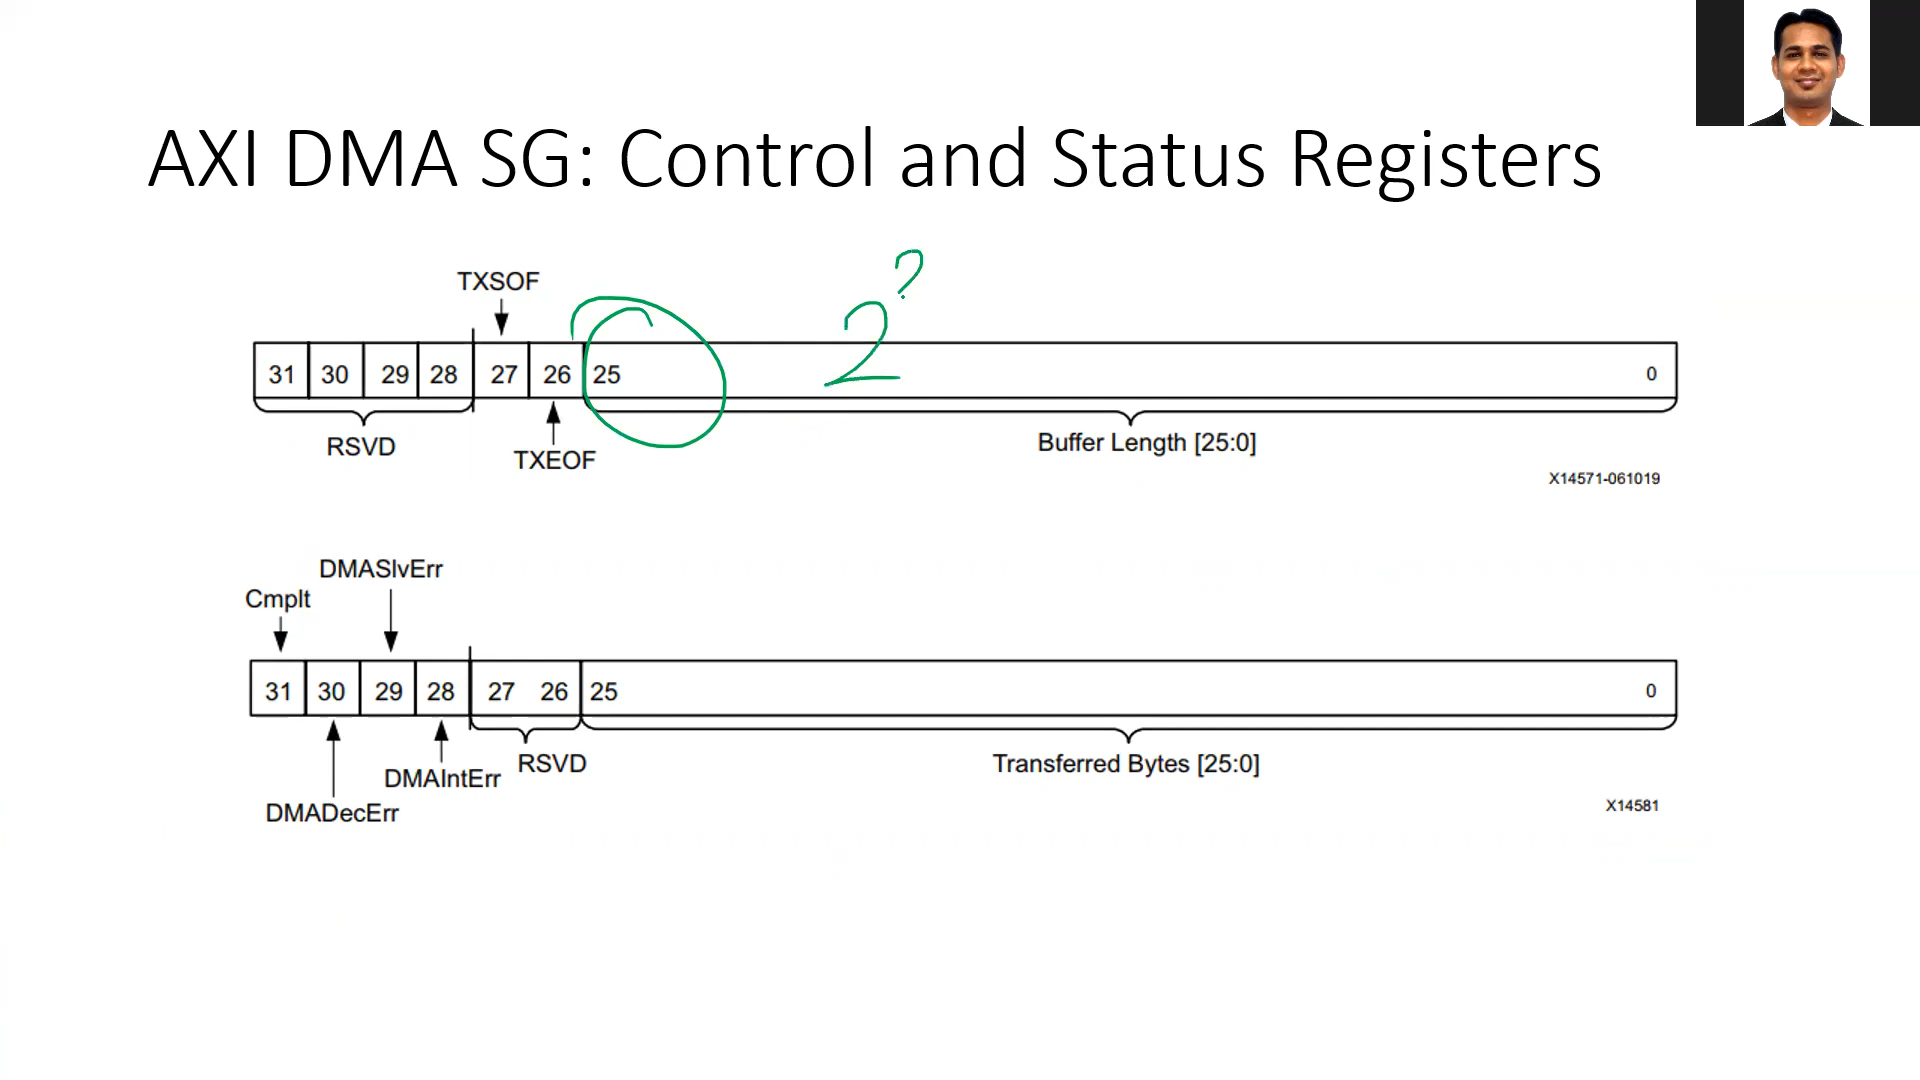 AXI DMA SG: Control and Status Registers
2?
TXSOF
31 30 29 28 27 26 25 0
RSVD
TXEOF
Buffer Length [25:0]
X14571-061019
DMASlvErr
Cmplt
31 30 29 28 27 26 25 0
RSVD
Transferred Bytes [25:0]
DMAIntErr
DMADecErr
X14581